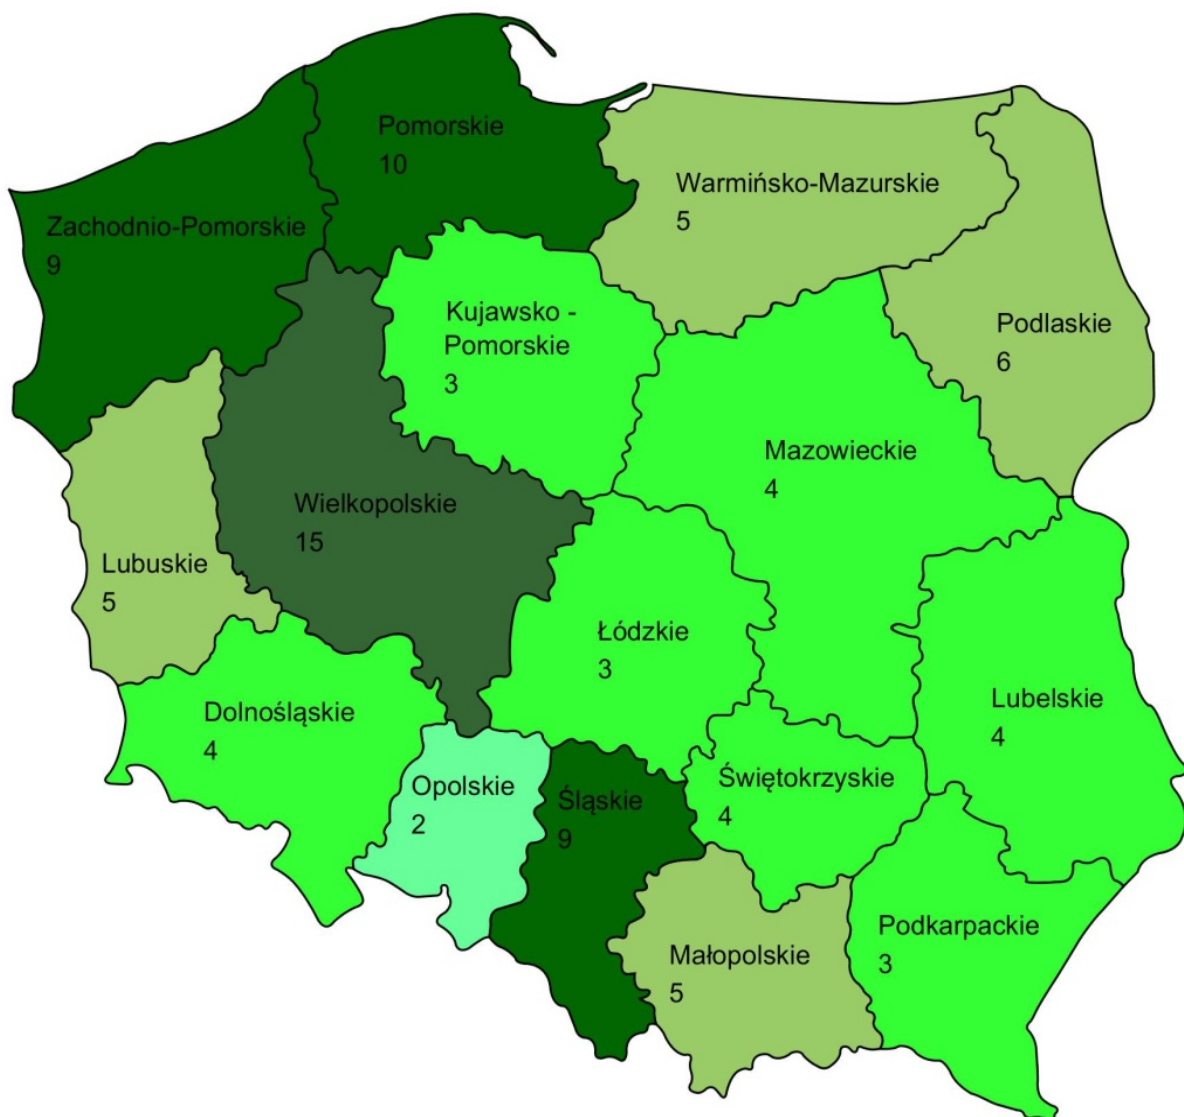 Pomorskie
10
Warmińsko-Mazurskie
5
Zachodnio-Pomorskie
9
Kujawsko -
Pomorskie
3
Podlaskie
6
Mazowieckie
4
Wielkopolskie
15
Lubuskie
5
Łódzkie
3
Lubelskie
4
Dolnośląskie
4
Opolskie
2
Śląskie
9
Świętokrzyskie
4
Podkarpackie
3
Małopolskie
5